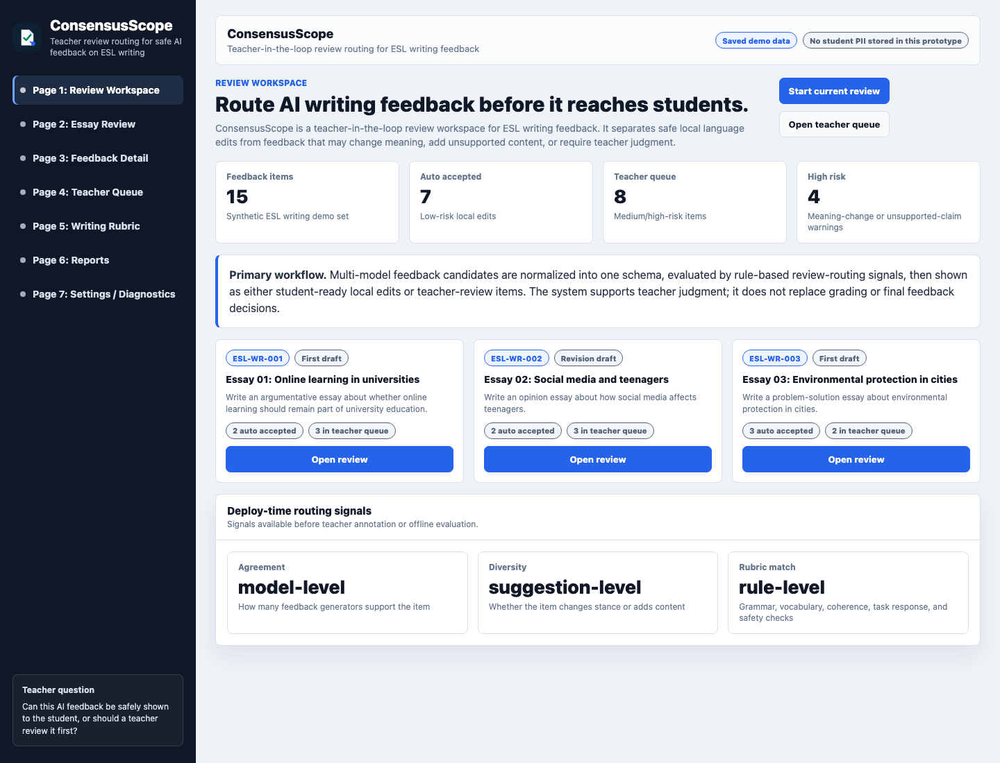 ConsensusScope
Teacher review routing for safe AI
feedback on ESL writing
Page 1: Review Workspace
Page 2: Essay Review
Page 3: Feedback Detail
Page 4: Teacher Queue
Page 5: Writing Rubric
Page 6: Reports
Page 7: Settings / Diagnostics
Teacher question
Can this AI feedback be safely shown
to the student, or should a teacher
review it first?
ConsensusScope
Teacher-in-the-loop review routing for ESL writing feedback
Saved demo data
No student PII stored in this prototype
REVIEW WORKSPACE
Route AI writing feedback before it reaches students.
ConsensusScope is a teacher-in-the-loop review workspace for ESL writing feedback. It separates safe local language
edits from feedback that may change meaning, add unsupported content, or require teacher judgment.
Start current review
Open teacher queue
Feedback items
15
Synthetic ESL writing demo set
Auto accepted
7
Low-risk local edits
Teacher queue
8
Medium/high-risk items
High risk
4
Meaning-change or unsupported-claim
warnings
Primary workflow. Multi-model feedback candidates are normalized into one schema, evaluated by rule-based review-routing signals, then shown
as either student-ready local edits or teacher-review items. The system supports teacher judgment; it does not replace grading or final feedback
decisions.
ESL-WR-001
First draft
Essay 01: Online learning in universities
Write an argumentative essay about whether online
learning should remain part of university education.
2 auto accepted
3 in teacher queue
Open review
ESL-WR-002
Revision draft
Essay 02: Social media and teenagers
Write an opinion essay about how social media affects
teenagers.
2 auto accepted
3 in teacher queue
Open review
ESL-WR-003
First draft
Essay 03: Environmental protection in cities
Write a problem-solution essay about environmental
protection in cities.
3 auto accepted
2 in teacher queue
Open review
Deploy-time routing signals
Signals available before teacher annotation or offline evaluation.
Agreement
model-level
How many feedback generators support the item
Diversity
suggestion-level
Whether the item changes stance or adds content
Rubric match
rule-level
Grammar, vocabulary, coherence, task response, and
safety checks